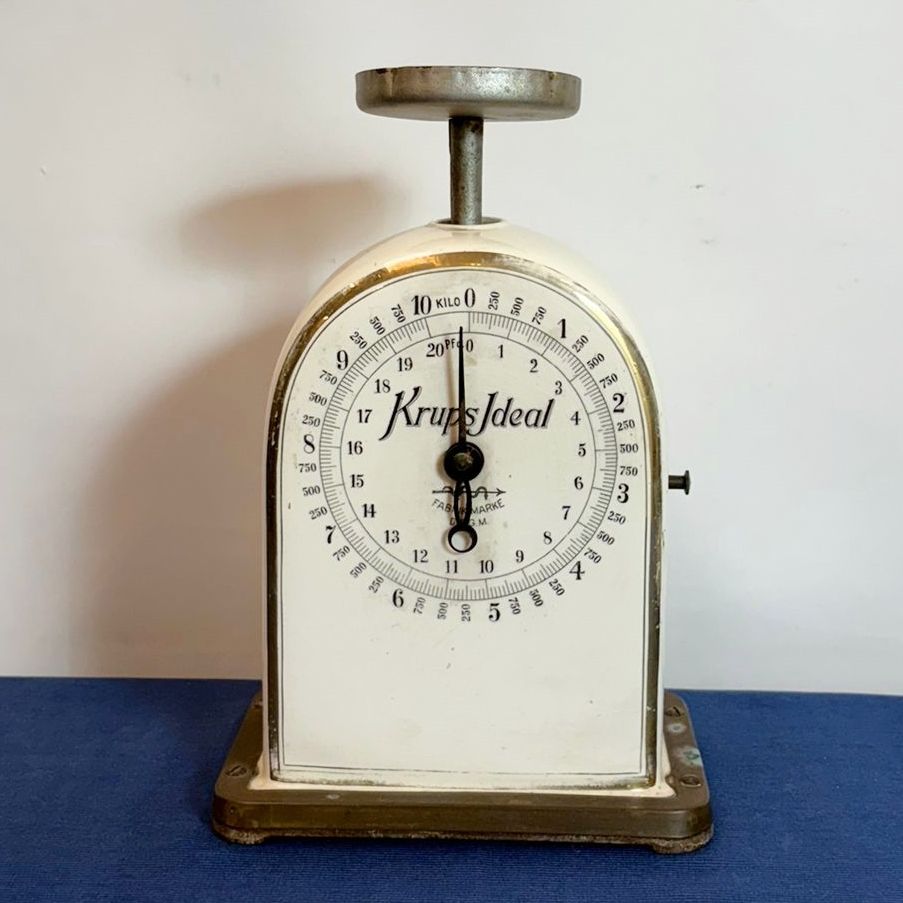 10 KILO 0 250 500 750 1 250 500 750 2 250 500 750 3 250 500 750 4 250 500 750 5 250 500 750 6 250 500 750 7 250 500 750 8 250 500 750 9 250 500 750
20 Pfd 0 1 2 3 4 5 6 7 8 9 10 11 12 13 14 15 16 17 18 19
Krups Ideal
FABRIK MARKE